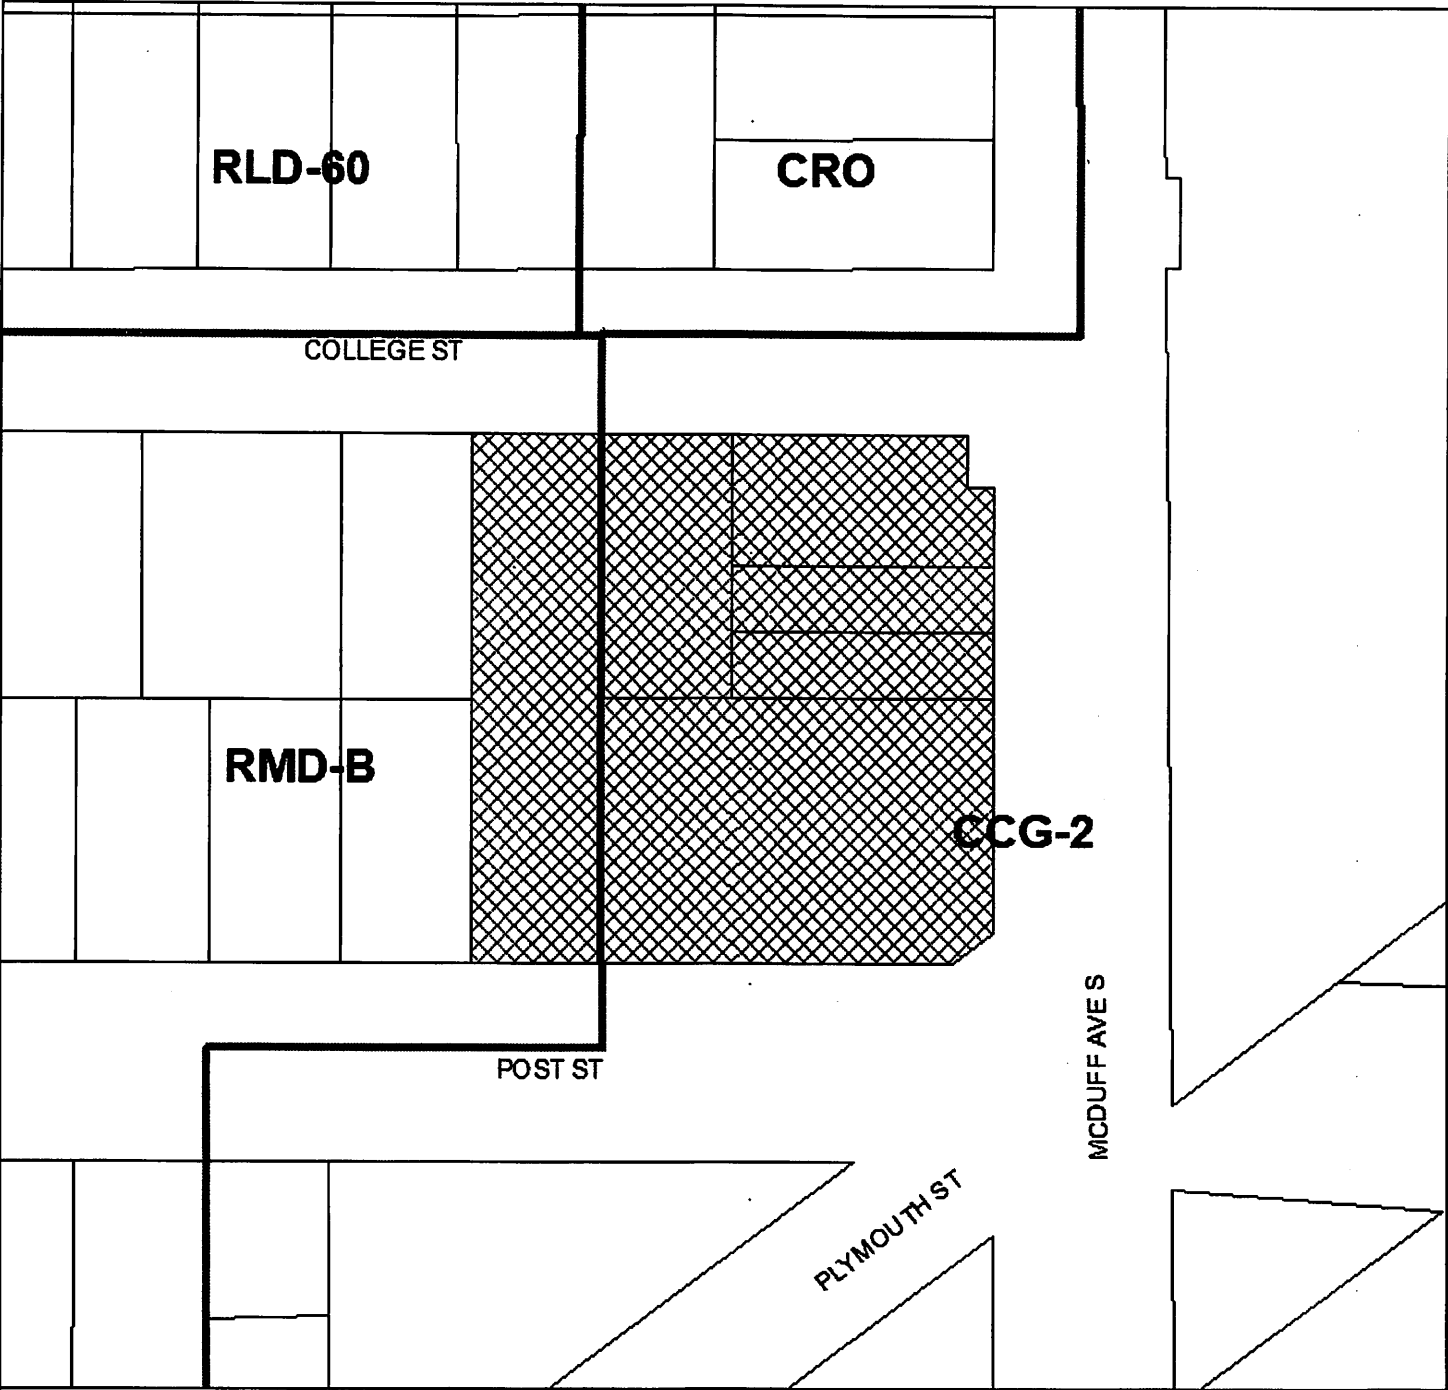 RLD-60
CRO
COLLEGE ST
RMD-B
CCG-2
POST ST
MCDUFF AVE S
PLYMOUTH ST